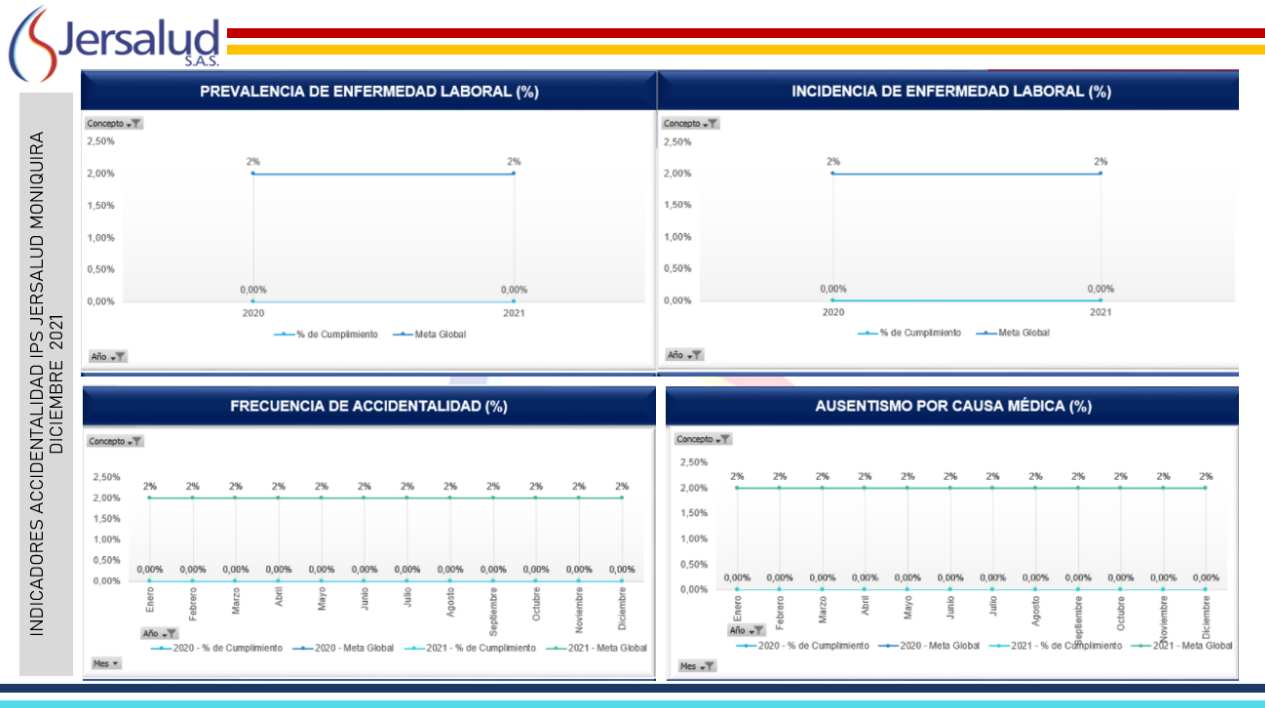 Jersalud
S.A.S.
INDICADORES ACCIDENTALIDAD IPS JERSALUD MONIQUIRA
DICIEMBRE 2021
PREVALENCIA DE ENFERMEDAD LABORAL (%)
Concepto
2,50%
2,00%
1,50%
1,00%
0,50%
0,00%
2% 2%
0,00% 0,00%
2020 2021
% de Cumplimiento Meta Global
Año
INCIDENCIA DE ENFERMEDAD LABORAL (%)
Concepto
2,50%
2,00%
1,50%
1,00%
0,50%
0,00%
2% 2%
0,00% 0,00%
2020 2021
% de Cumplimiento Meta Global
Año
FRECUENCIA DE ACCIDENTALIDAD (%)
Concepto
2,50%
2,00%
1,50%
1,00%
0,50%
0,00%
2% 2% 2% 2% 2% 2% 2% 2% 2% 2% 2% 2%
0,00% 0,00% 0,00% 0,00% 0,00% 0,00% 0,00% 0,00% 0,00% 0,00% 0,00% 0,00%
Enero Febrero Marzo Abril Mayo Junio Julio Agosto Septiembre Octubre Noviembre Diciembre
Año
2020 - % de Cumplimiento 2020 - Meta Global 2021 - % de Cumplimiento 2021 - Meta Global
Mes
AUSENTISMO POR CAUSA MÉDICA (%)
Concepto
2,50%
2,00%
1,50%
1,00%
0,50%
0,00%
2% 2% 2% 2% 2% 2% 2% 2% 2% 2% 2% 2%
0,00% 0,00% 0,00% 0,00% 0,00% 0,00% 0,00% 0,00% 0,00% 0,00% 0,00% 0,00%
Enero Febrero Marzo Abril Mayo Junio Julio Agosto Septiembre Octubre Noviembre Diciembre
Año
2020 - % de Cumplimiento 2020 - Meta Global 2021 - % de Cumplimiento 2021 - Meta Global
Mes